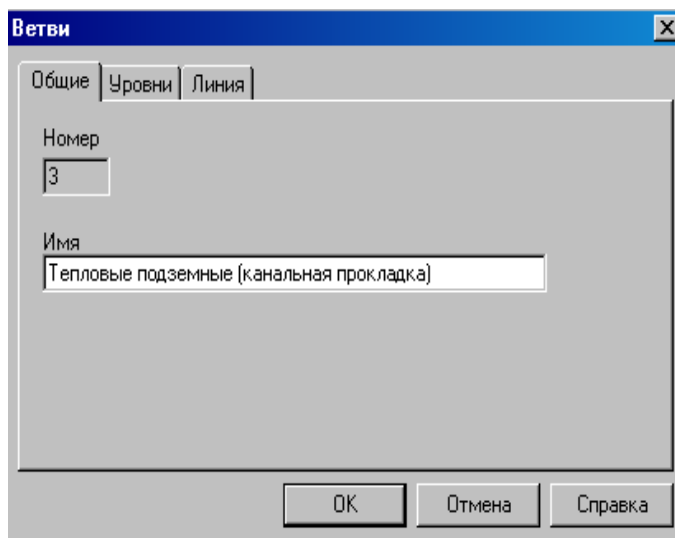 Ветви
Общие Уровни Линия
Номер
3
Имя
Тепловые подземные (канальная прокладка)
OK Отмена Справка